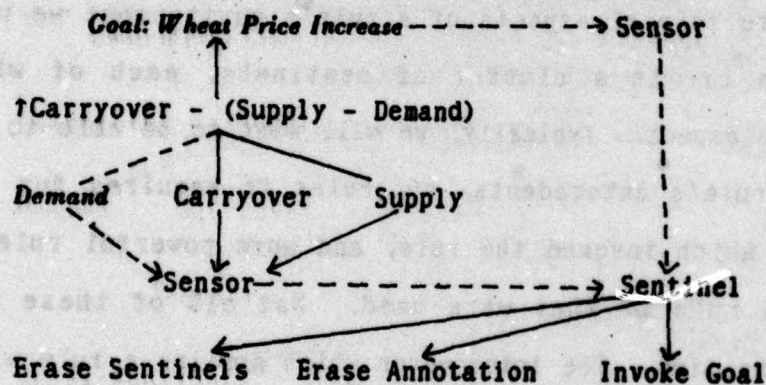 Goal: Wheat Price Increase Sensor
↑Carryover - (Supply - Demand)
Demand Carryover Supply
Sensor Sentinel
Erase Sentinels Erase Annotation Invoke Goal